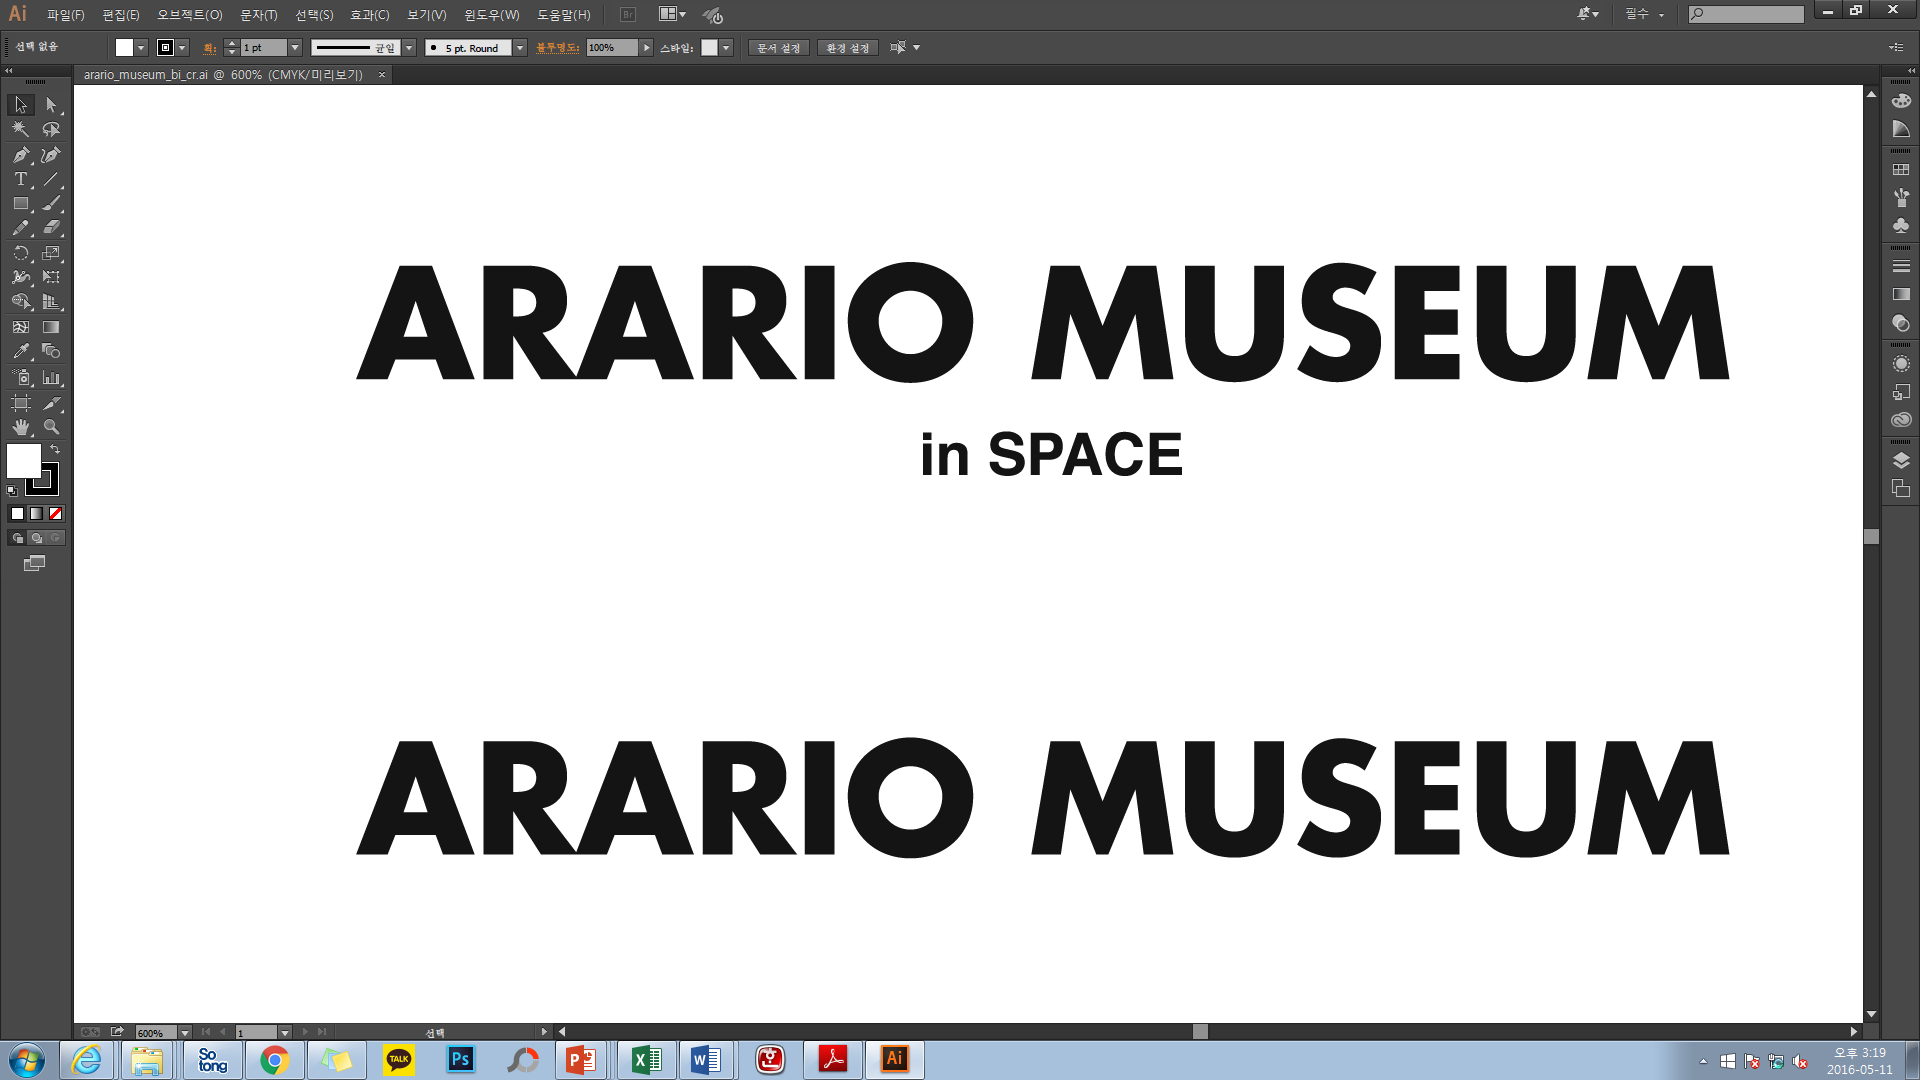 Ai 파일(F) 편집(E) 오브젝트(O) 문자(T) 선택(S) 효과(C) 보기(V) 윈도우(W) 도움말(H) Br 필수
선택 없음 획: 1 pt 균일 5 pt. Round 불투명도: 100% 스타일: 문서 설정 환경 설정
arario_museum_bi_cr.ai @ 600% (CMYK/미리보기)
ARARIO MUSEUM
in SPACE
ARARIO MUSEUM
600% 1 선택
So tong TALK Ps P X W Ai
오후 3:19
2016-05-11